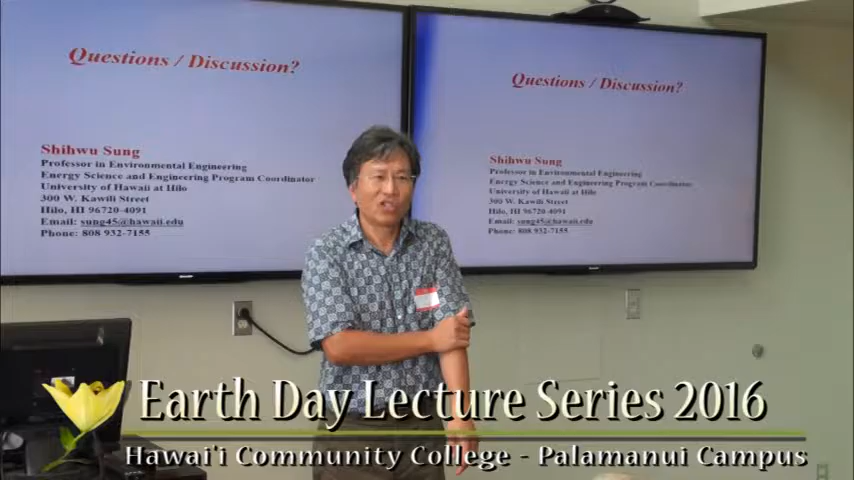 Questions / Discussion?
Shihwu Sung
Professor in Environmental Engineering
Energy Science and Engineering Program Coordinator
University of Hawaii at Hilo
300 W. Kawili Street
Hilo, HI 96720-4091
Email: sung45@hawaii.edu
Phone: 808 932-7155
Questions / Discussion?
Shihwu Sung
Professor in Environmental Engineering
Energy Science and Engineering Program Coordinator
University of Hawaii at Hilo
300 W. Kawili Street
Hilo, HI 96720-4091
Email: sung45@hawaii.edu
Phone: 808 932-7155
Earth Day Lecture Series 2016
Hawai'i Community College - Palamanui Campus